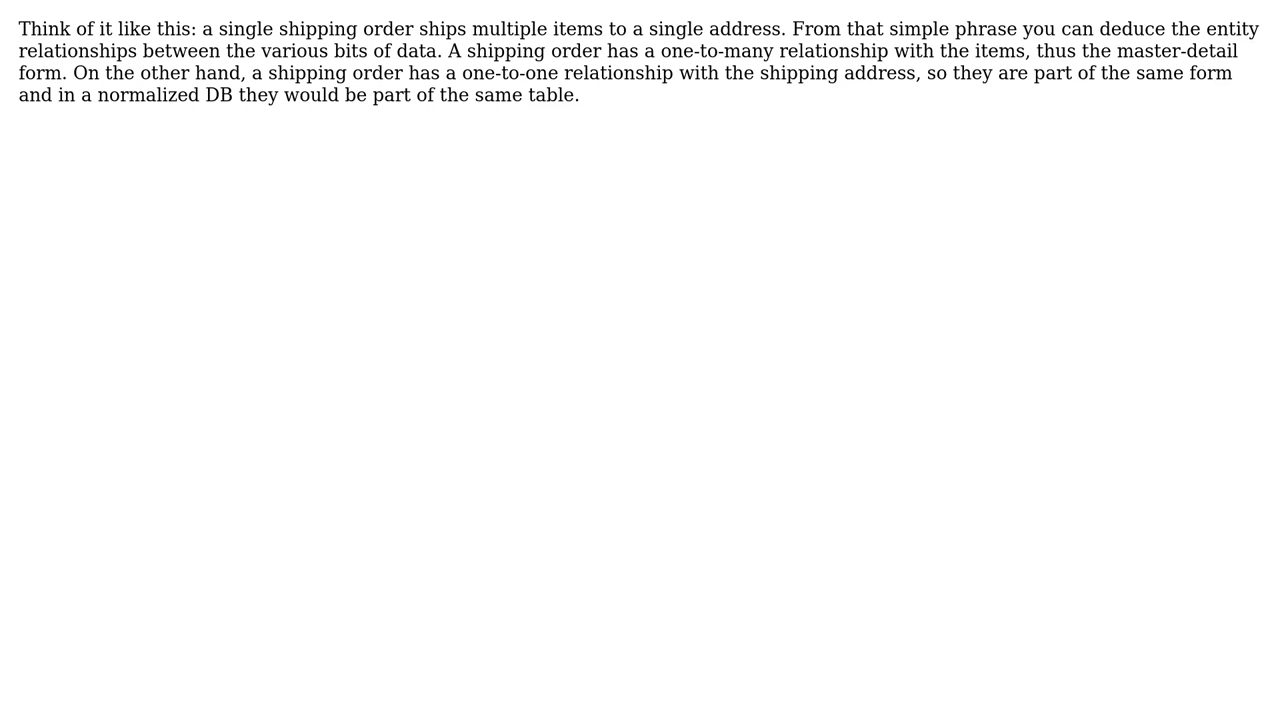 Think of it like this: a single shipping order ships multiple items to a single address. From that simple phrase you can deduce the entity
relationships between the various bits of data. A shipping order has a one-to-many relationship with the items, thus the master-detail
form. On the other hand, a shipping order has a one-to-one relationship with the shipping address, so they are part of the same form
and in a normalized DB they would be part of the same table.